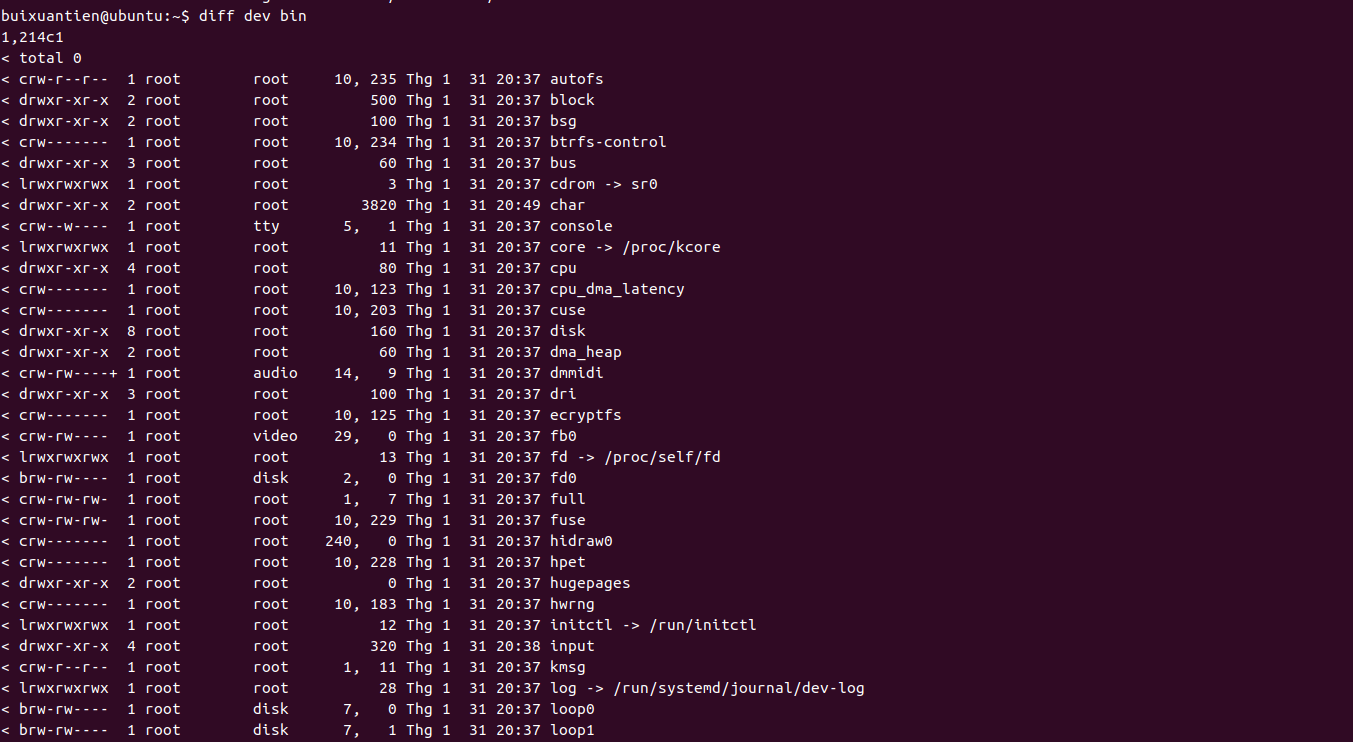 buixuantien@ubuntu:~$ diff dev bin
1,214c1
< total 0
< crw-r--r--  1 root        root     10, 235 Thg 1  31 20:37 autofs
< drwxr-xr-x  2 root        root         500 Thg 1  31 20:37 block
< drwxr-xr-x  2 root        root         100 Thg 1  31 20:37 bsg
< crw-------  1 root        root     10, 234 Thg 1  31 20:37 btrfs-control
< drwxr-xr-x  3 root        root          60 Thg 1  31 20:37 bus
< lrwxrwxrwx  1 root        root           3 Thg 1  31 20:37 cdrom -> sr0
< drwxr-xr-x  2 root        root        3820 Thg 1  31 20:49 char
< crw--w----  1 root        tty       5,   1 Thg 1  31 20:37 console
< lrwxrwxrwx  1 root        root          11 Thg 1  31 20:37 core -> /proc/kcore
< drwxr-xr-x  4 root        root          80 Thg 1  31 20:37 cpu
< crw-------  1 root        root     10, 123 Thg 1  31 20:37 cpu_dma_latency
< crw-------  1 root        root     10, 203 Thg 1  31 20:37 cuse
< drwxr-xr-x  8 root        root         160 Thg 1  31 20:37 disk
< drwxr-xr-x  2 root        root          60 Thg 1  31 20:37 dma_heap
< crw-rw----+ 1 root        audio    14,   9 Thg 1  31 20:37 dmmidi
< drwxr-xr-x  3 root        root         100 Thg 1  31 20:37 dri
< crw-------  1 root        root     10, 125 Thg 1  31 20:37 ecryptfs
< crw-rw----  1 root        video    29,   0 Thg 1  31 20:37 fb0
< lrwxrwxrwx  1 root        root          13 Thg 1  31 20:37 fd -> /proc/self/fd
< brw-rw----  1 root        disk      2,   0 Thg 1  31 20:37 fd0
< crw-rw-rw-  1 root        root      1,   7 Thg 1  31 20:37 full
< crw-rw-rw-  1 root        root     10, 229 Thg 1  31 20:37 fuse
< crw-------  1 root        root    240,   0 Thg 1  31 20:37 hidraw0
< crw-------  1 root        root     10, 228 Thg 1  31 20:37 hpet
< drwxr-xr-x  2 root        root           0 Thg 1  31 20:37 hugepages
< crw-------  1 root        root     10, 183 Thg 1  31 20:37 hwrng
< lrwxrwxrwx  1 root        root          12 Thg 1  31 20:37 initctl -> /run/initctl
< drwxr-xr-x  4 root        root         320 Thg 1  31 20:38 input
< crw-r--r--  1 root        root      1,  11 Thg 1  31 20:37 kmsg
< lrwxrwxrwx  1 root        root          28 Thg 1  31 20:37 log -> /run/systemd/journal/dev-log
< brw-rw----  1 root        disk      7,   0 Thg 1  31 20:37 loop0
< brw-rw----  1 root        disk      7,   1 Thg 1  31 20:37 loop1